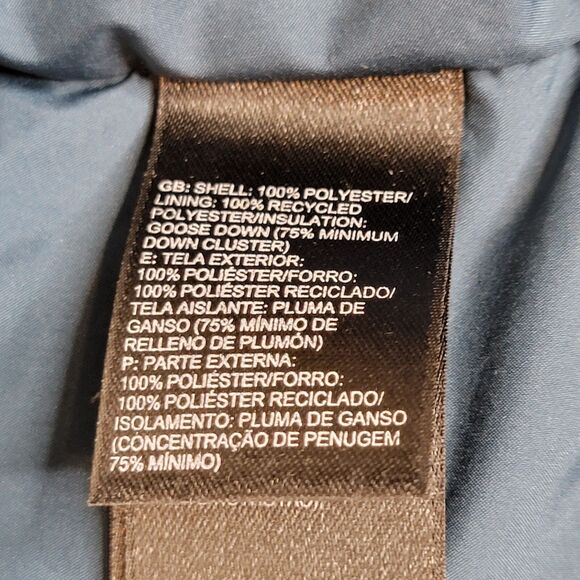 GB: SHELL: 100% POLYESTER/
LINING: 100% RECYCLED
POLYESTER/INSULATION:
GOOSE DOWN (75% MINIMUM
DOWN CLUSTER)
E: TELA EXTERIOR:
100% POLIÉSTER/FORRO:
100% POLIÉSTER RECICLADO/
TELA AISLANTE: PLUMA DE
GANSO (75% MÍNIMO DE
RELLENO DE PLUMÓN)
P: PARTE EXTERNA:
100% POLIÉSTER/FORRO:
100% POLIÉSTER RECICLADO/
ISOLAMENTO: PLUMA DE GANSO
(CONCENTRAÇÃO DE PENUGEM
75% MÍNIMO)